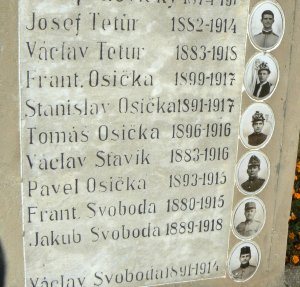 Josef Tetur 1882-1914
Václav Tetur 1883-1918
Frant. Osička 1899-1917
Stanislav Osička 1891-1917
Tomáš Osička 1896-1916
Václav Stavik 1883-1916
Pavel Osička 1893-1915
Frant. Svoboda 1880-1915
Jakub Svoboda 1889-1918
Václav Svoboda 1891-1914